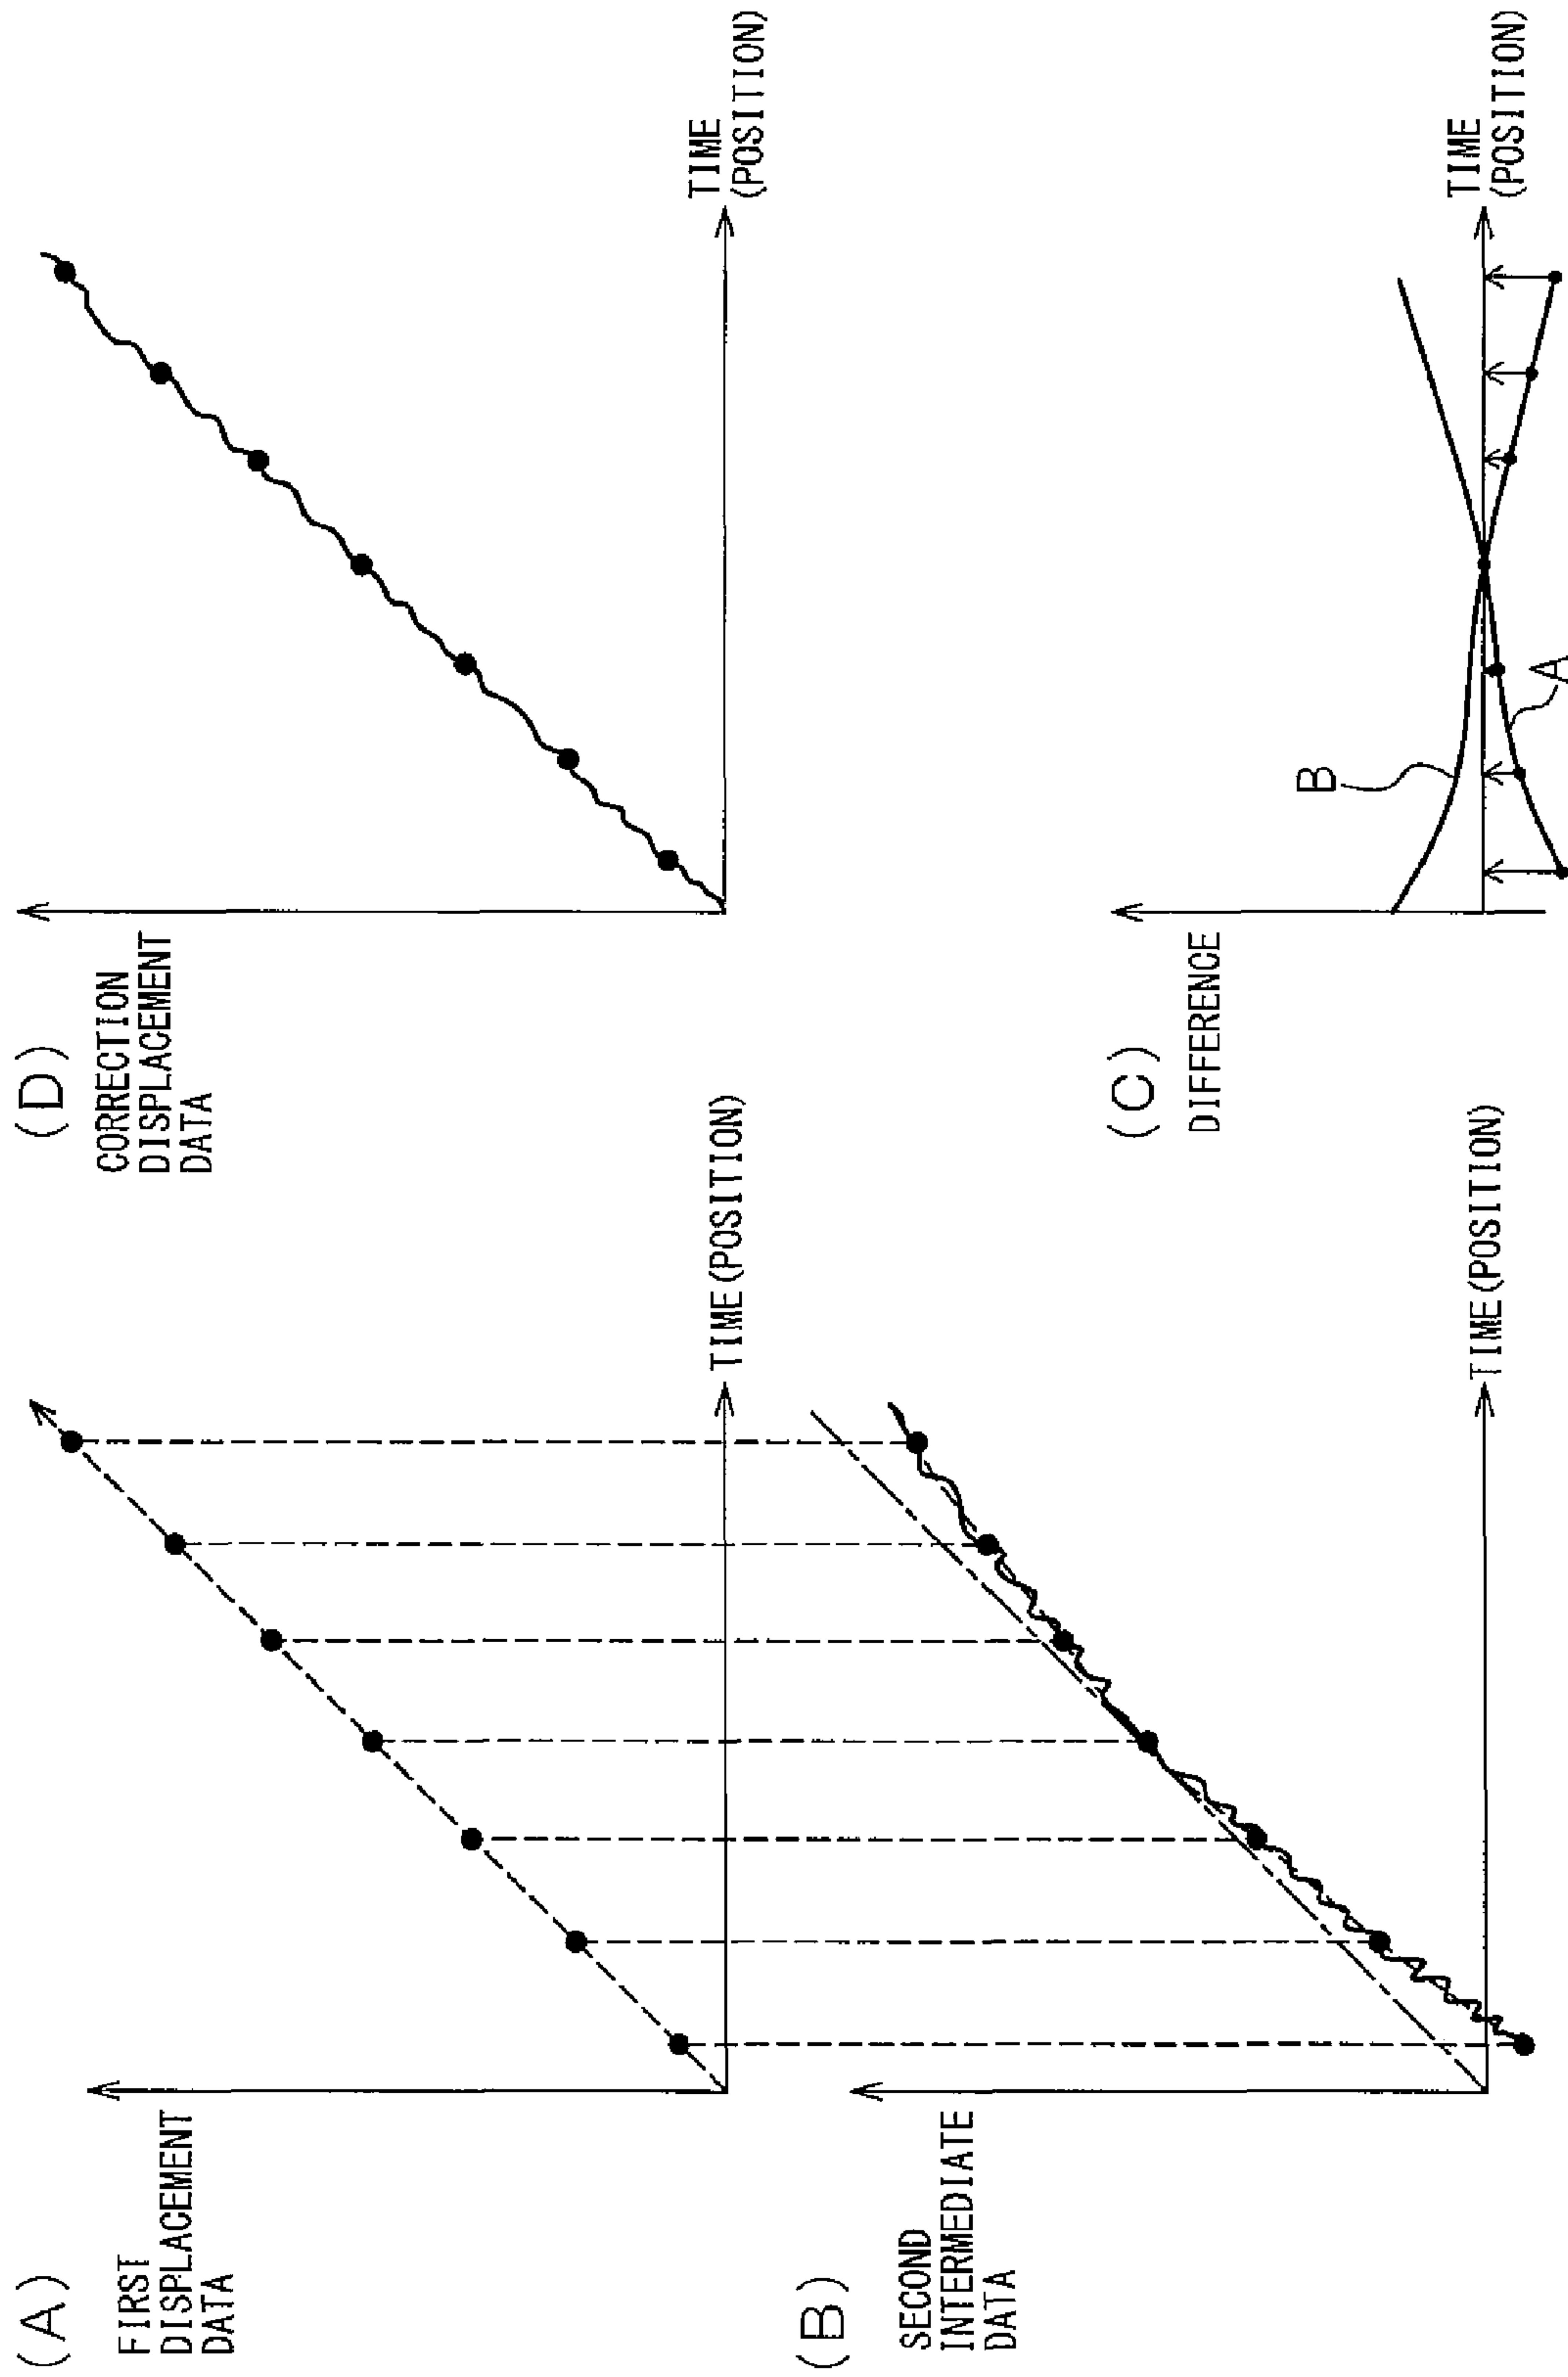 (A)
FIRST
DISPLACEMENT
DATA
TIME(POSITION)
(B)
SECOND
INTERMEDIATE
DATA
TIME(POSITION)
(D)
CORRECTION
DISPLACEMENT
DATA
TIME
(POSITION)
(C)
DIFFERENCE
B
A
TIME
(POSITION)